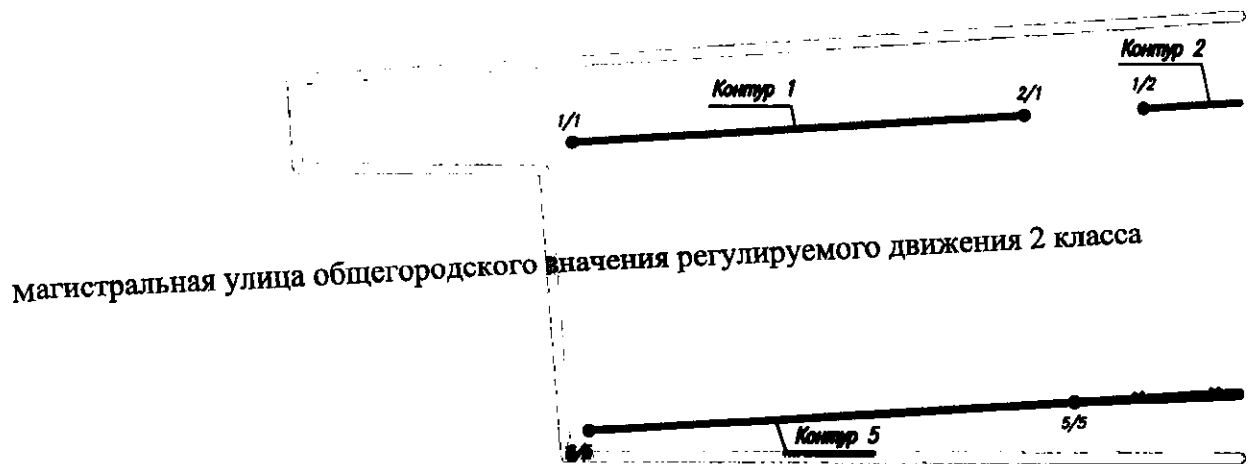 Контур 2
Контур 1
1/1
2/1
1/2
магистральная улица общегородского значения регулируемого движения 2 класса
5/5
Контур 5